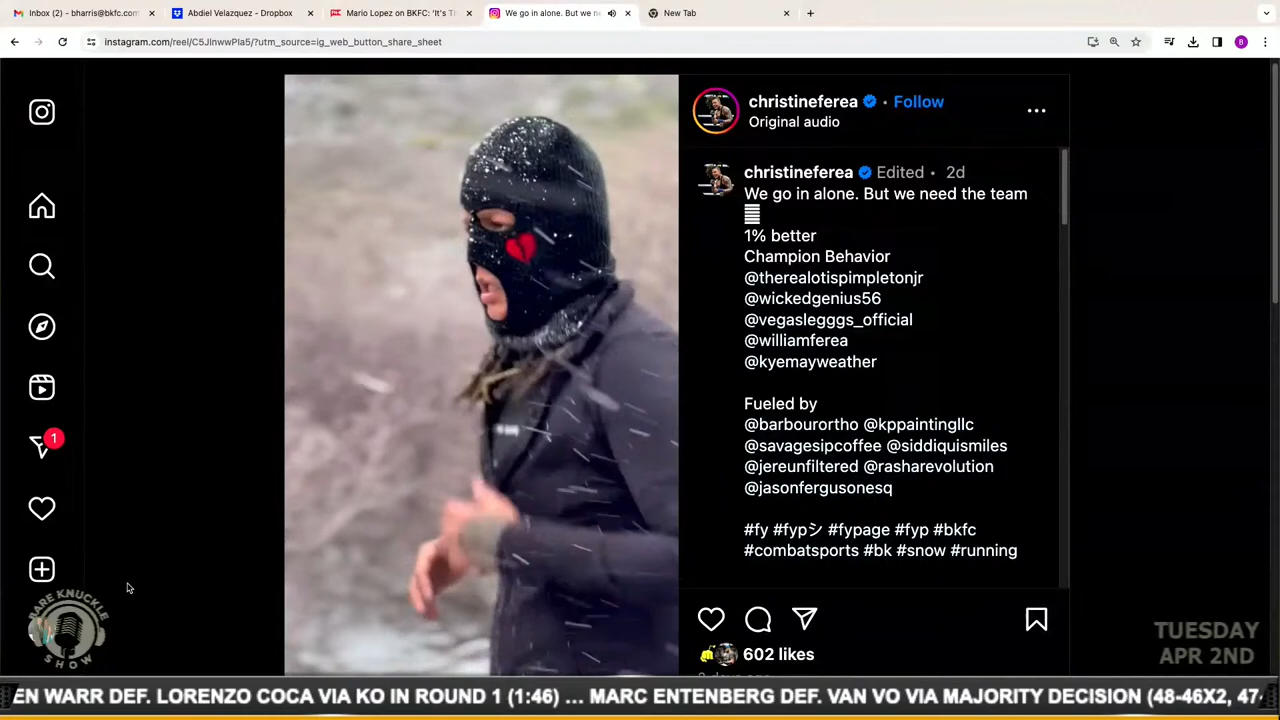 Inbox (2) - bharris@bkfc.com
Abdiel Velazquez - Dropbox
Mario Lopez on BKFC: 'It's T
We go in alone. But we ne
New Tab
instagram.com/reel/C5JlnwwPla5/?utm_source=ig_web_button_share_sheet
B
christineferea • Follow
Original audio
christineferea Edited • 2d
We go in alone. But we need the team
1% better
Champion Behavior
@therealotispimpletonjr
@wickedgenius56
@vegaslegggs_official
@williamferea
@kyemayweather
Fueled by
@barbourortho @kppaintingllc
@savagesipcoffee @siddiquismiles
@jereunfiltered @rasharevolution
@jasonfergusonesq
#fy #fypシ #fypage #fyp #bkfc
#combatsports #bk #snow #running
602 likes
1
BARE KNUCKLE
SHOW
TUESDAY
APR 2ND
EN WARR DEF. LORENZO COCA VIA KO IN ROUND 1 (1:46) ... MARC ENTENBERG DEF. VAN VO VIA MAJORITY DECISION (48-46X2, 47-